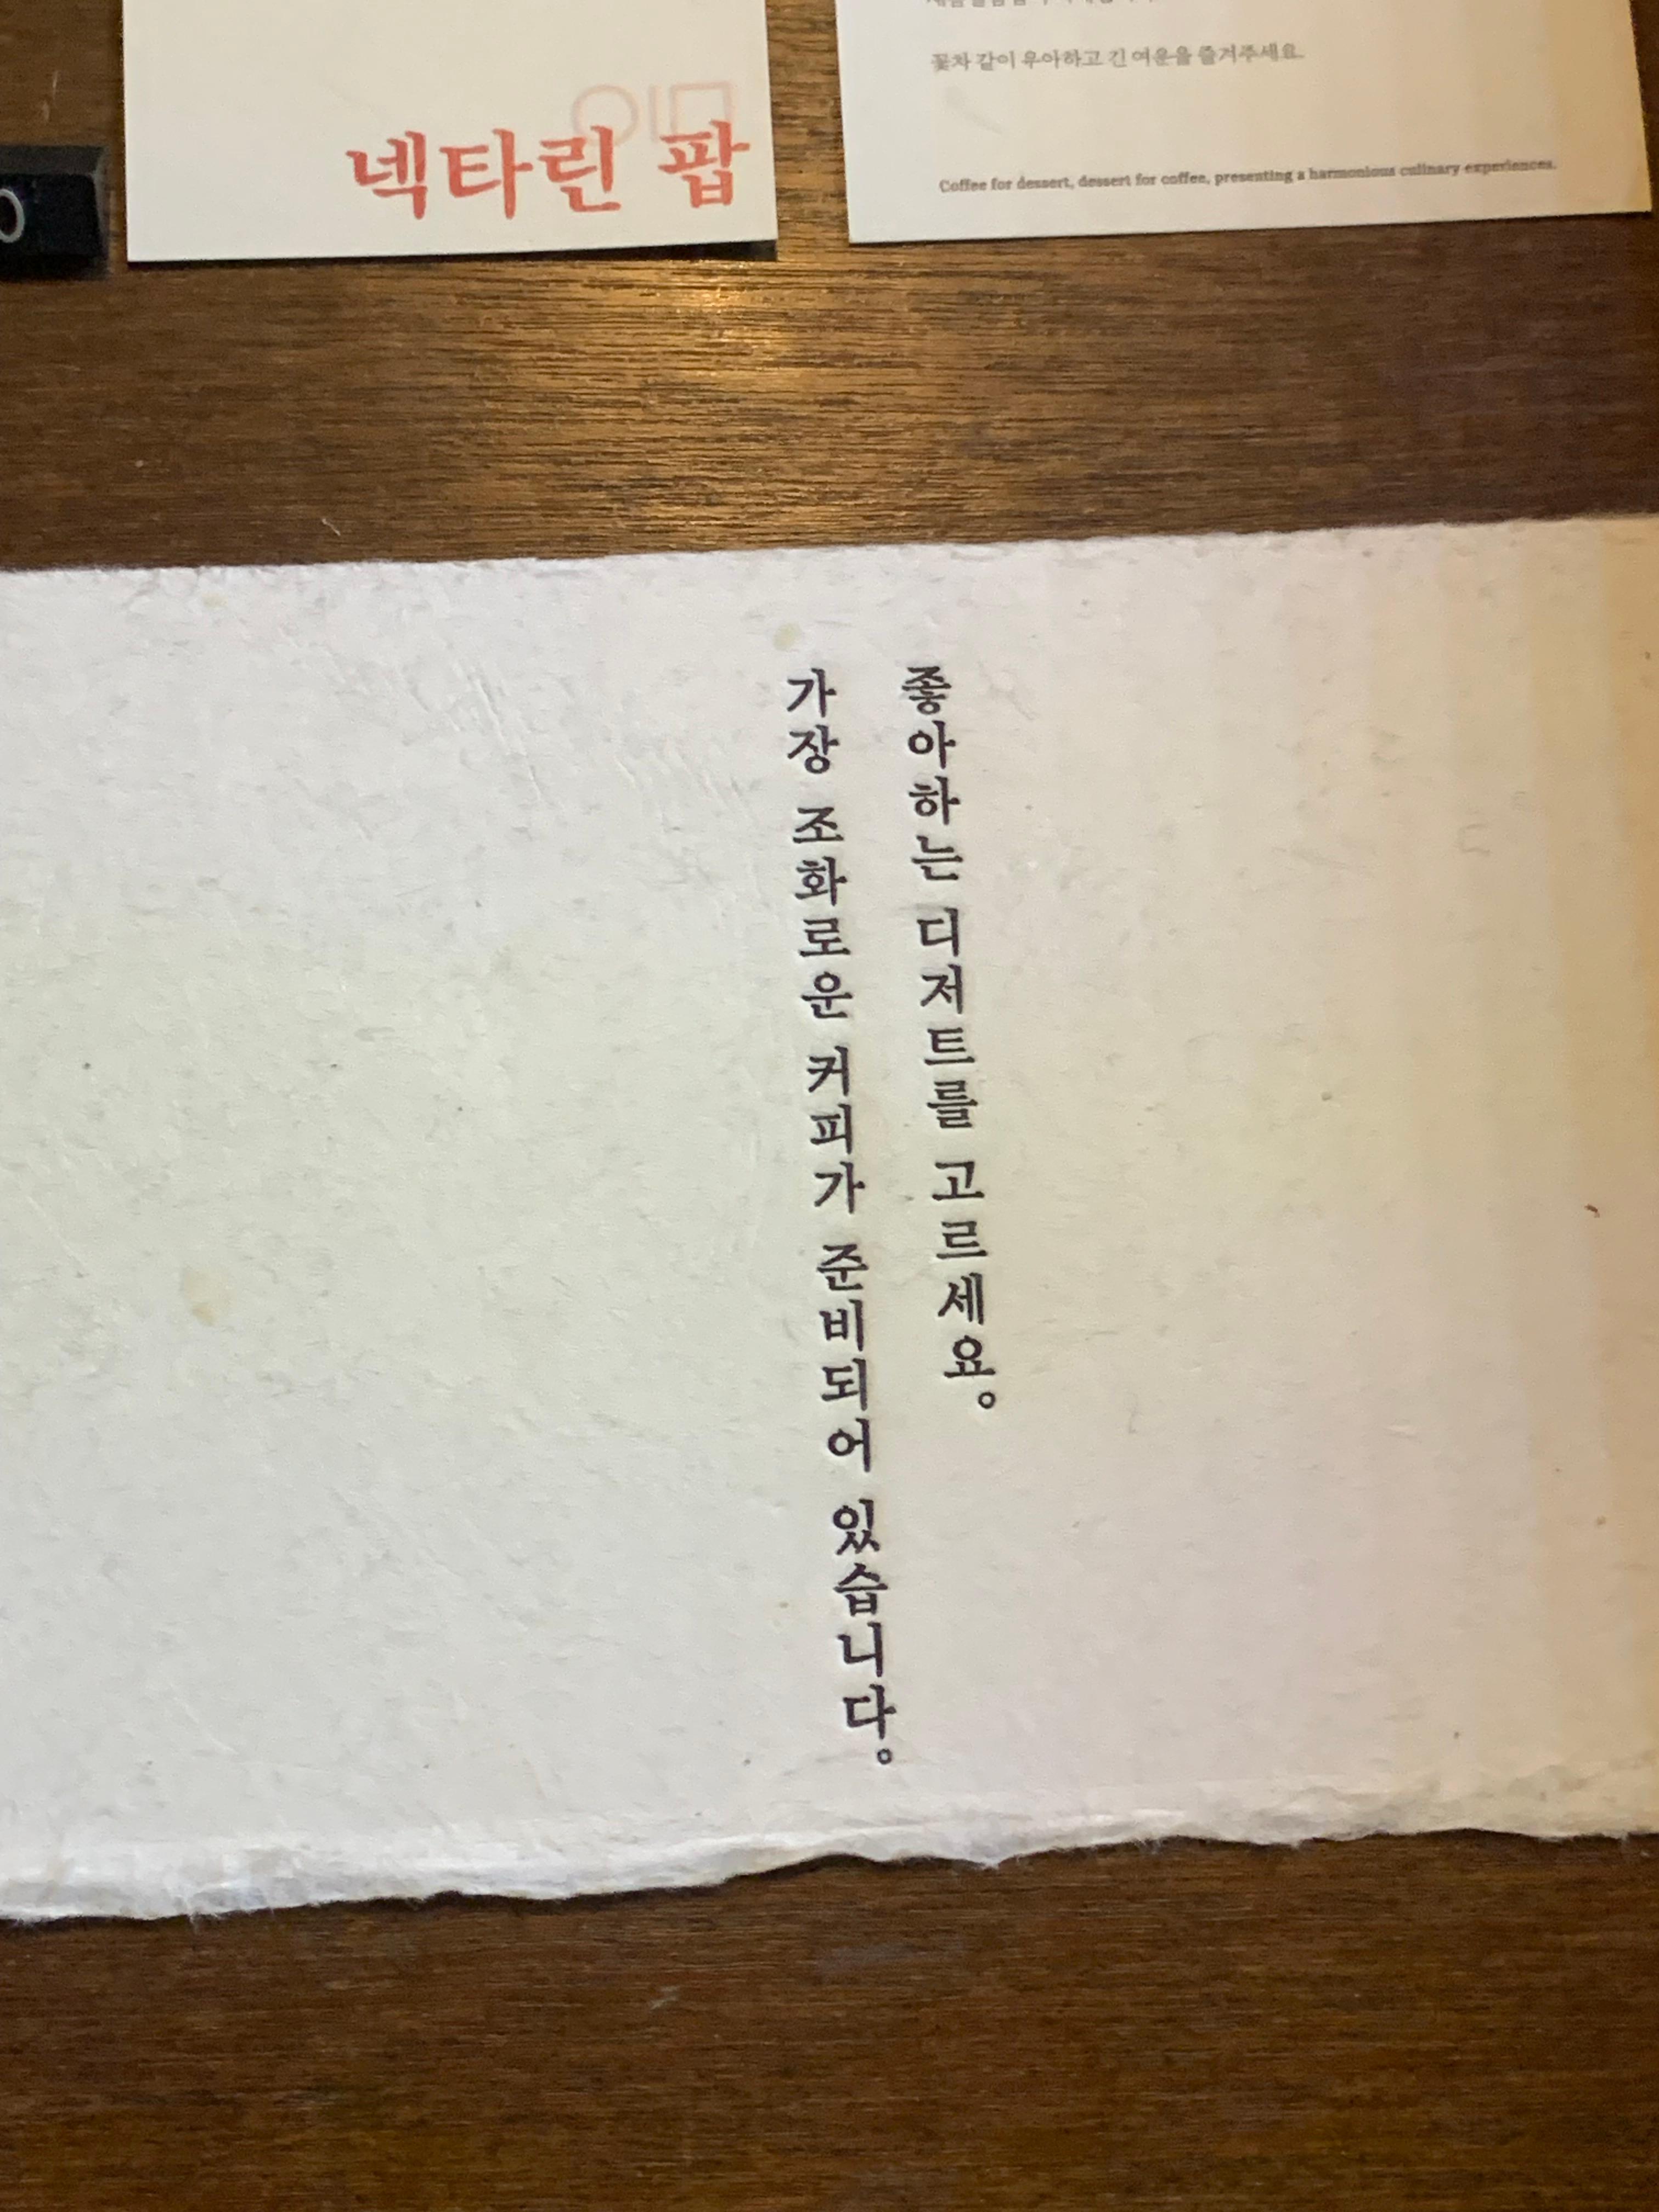 넥타린 팝
꽃차 같이 우아하고 긴 여운을 즐겨주세요.
Coffee for dessert, dessert for coffee, presenting a harmonious culinary experiences.
좋아하는 디저트를 고르세요。
가장 조화로운 커피가 준비되어 있습니다。